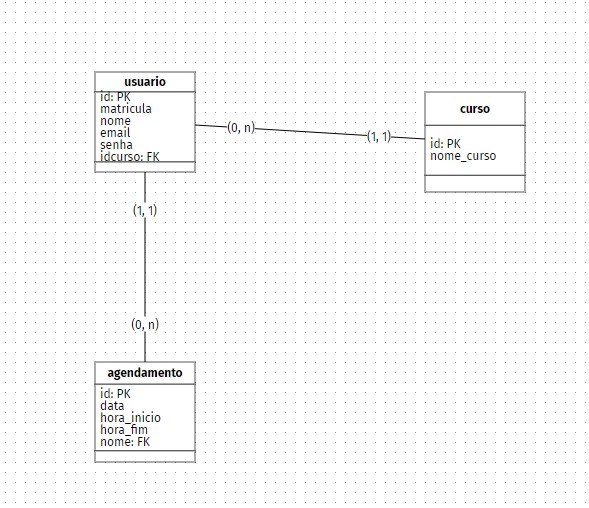 usuario
id: PK
matricula
nome
email
senha
idcurso: FK
(0, n)
(1, 1)
curso
id: PK
nome_curso
(1, 1)
(0, n)
agendamento
id: PK
data
hora_inicio
hora_fim
nome: FK